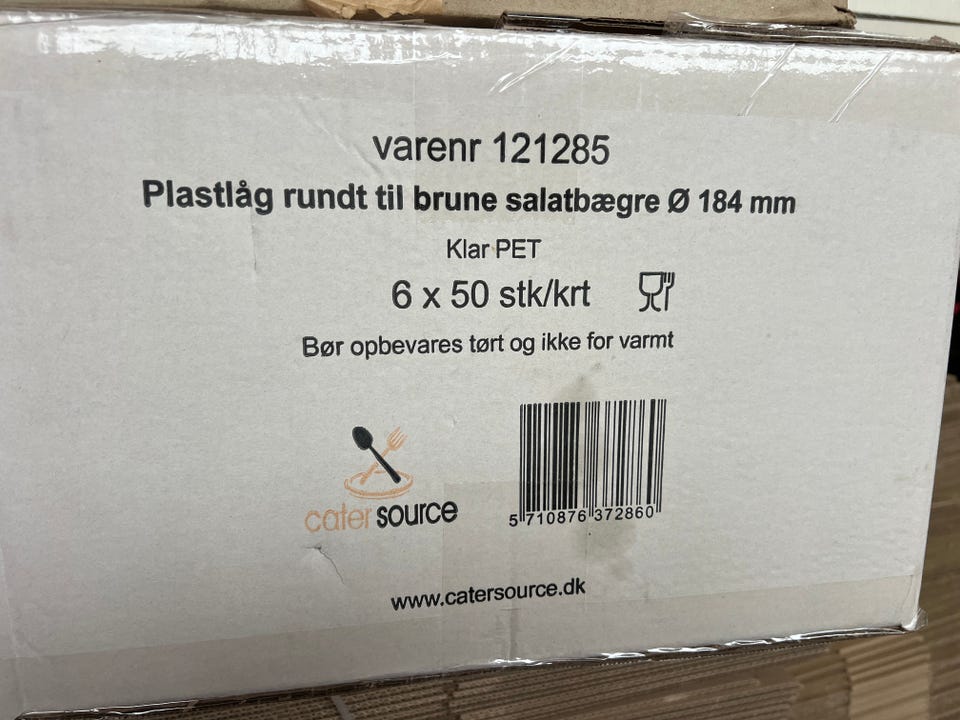 varenr 121285
Plastlåg rundt til brune salatbægre Ø 184 mm
Klar PET
6 x 50 stk/krt
Bør opbevares tørt og ikke for varmt
cater source
5 710876 372860
www.catersource.dk